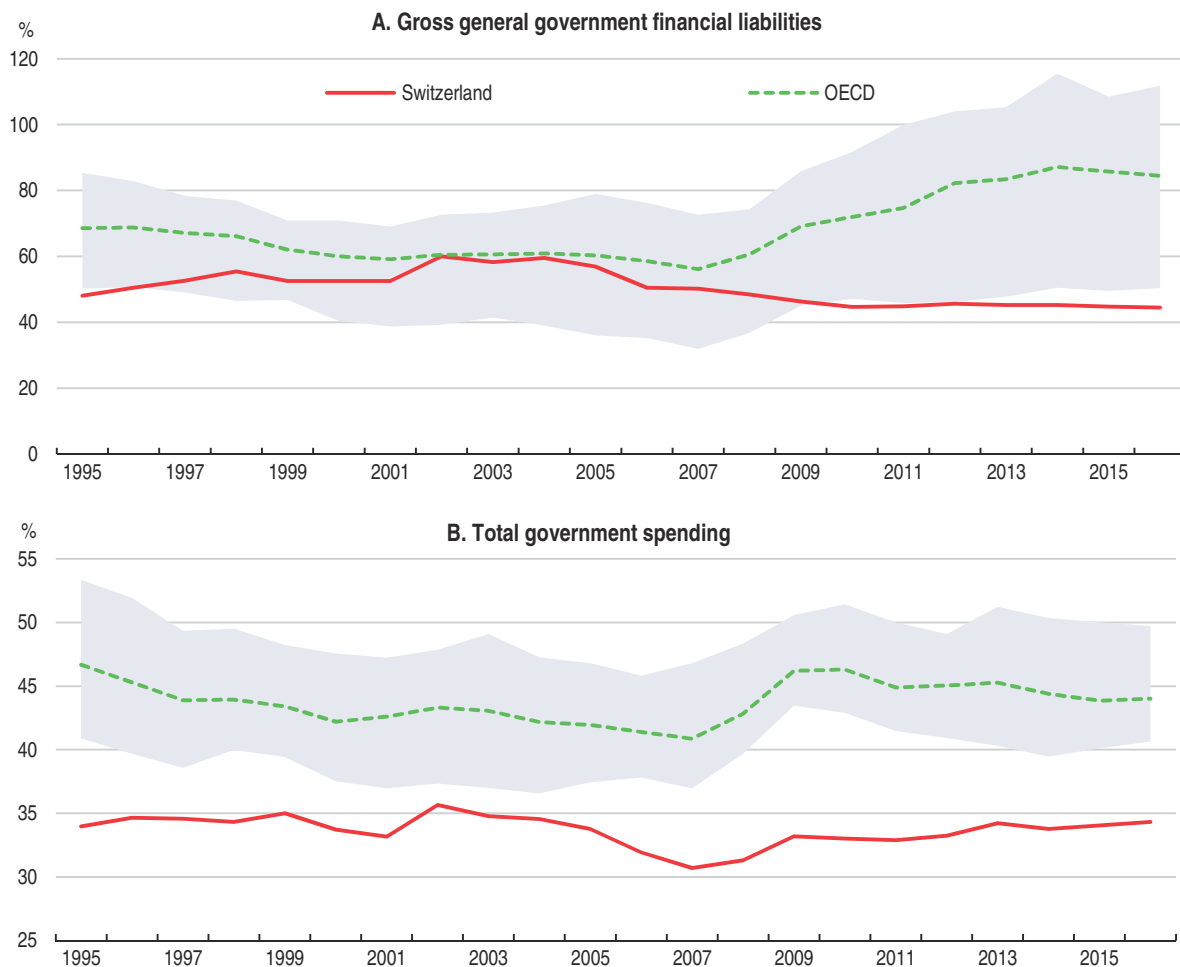 A. Gross general government financial liabilities
%
120
Switzerland
OECD
100
80
60
40
20
0
1995 1997 1999 2001 2003 2005 2007 2009 2011 2013 2015
B. Total government spending
%
55
50
45
40
35
30
25
1995 1997 1999 2001 2003 2005 2007 2009 2011 2013 2015